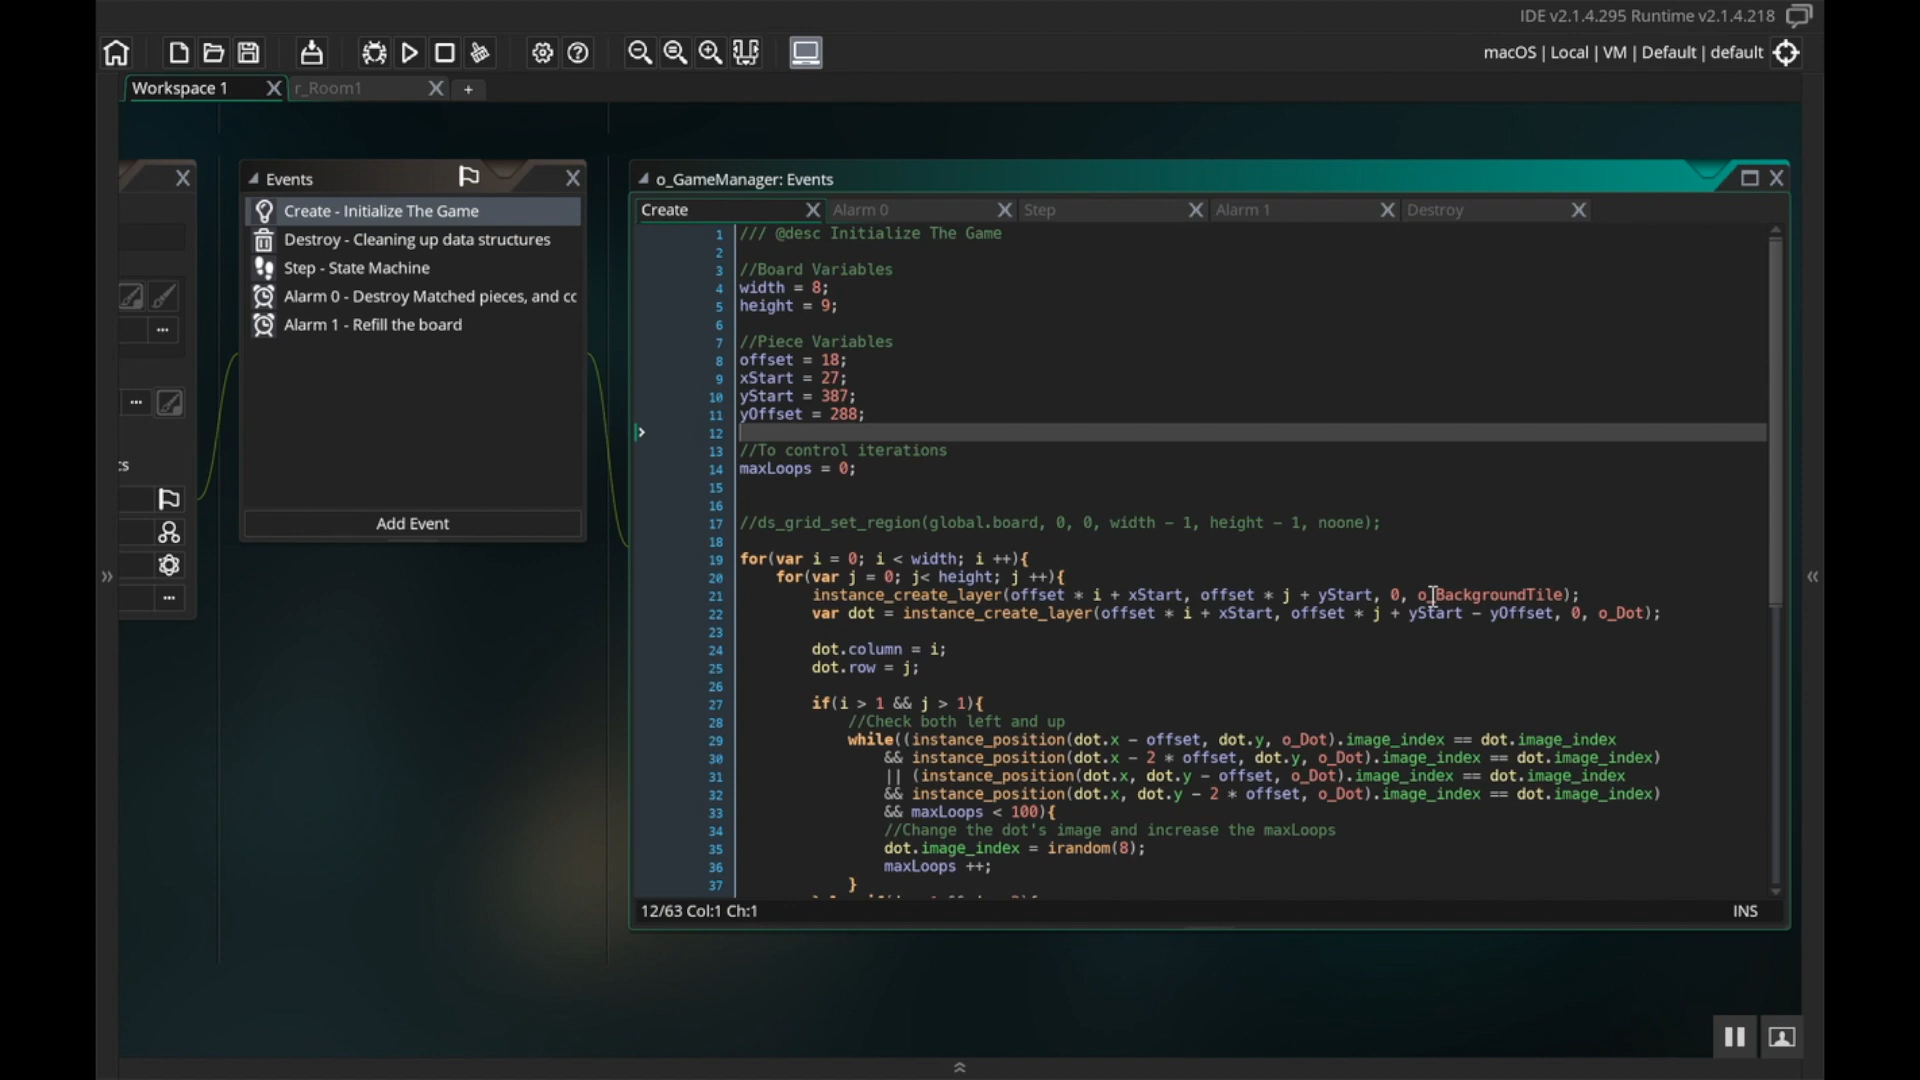 IDE v2.1.4.295 Runtime v2.1.4.218
macOS | Local | VM | Default | default
Workspace 1
r_Room1
+
Events
Create - Initialize The Game
Destroy - Cleaning up data structures
Step - State Machine
Alarm 0 - Destroy Matched pieces, and cc
Alarm 1 - Refill the board
Add Event
o_GameManager: Events
Create
Alarm 0
Step
Alarm 1
Destroy
1 /// @desc Initialize The Game
2
3 //Board Variables
4 width = 8;
5 height = 9;
6
7 //Piece Variables
8 offset = 18;
9 xStart = 27;
10 yStart = 387;
11 yOffset = 288;
12
13 //To control iterations
14 maxLoops = 0;
15
16
17 //ds_grid_set_region(global.board, 0, 0, width - 1, height - 1, noone);
18
19 for(var i = 0; i < width; i ++){
20 for(var j = 0; j< height; j ++){
21 instance_create_layer(offset * i + xStart, offset * j + yStart, 0, o_BackgroundTile);
22 var dot = instance_create_layer(offset * i + xStart, offset * j + yStart - yOffset, 0, o_Dot);
23
24 dot.column = i;
25 dot.row = j;
26
27 if(i > 1 && j > 1){
28 //Check both left and up
29 while((instance_position(dot.x - offset, dot.y, o_Dot).image_index == dot.image_index
30 && instance_position(dot.x - 2 * offset, dot.y, o_Dot).image_index == dot.image_index)
31 || (instance_position(dot.x, dot.y - offset, o_Dot).image_index == dot.image_index
32 && instance_position(dot.x, dot.y - 2 * offset, o_Dot).image_index == dot.image_index)
33 && maxLoops < 100){
34 //Change the dot's image and increase the maxLoops
35 dot.image_index = irandom(8);
36 maxLoops ++;
37 }
12/63 Col:1 Ch:1
INS